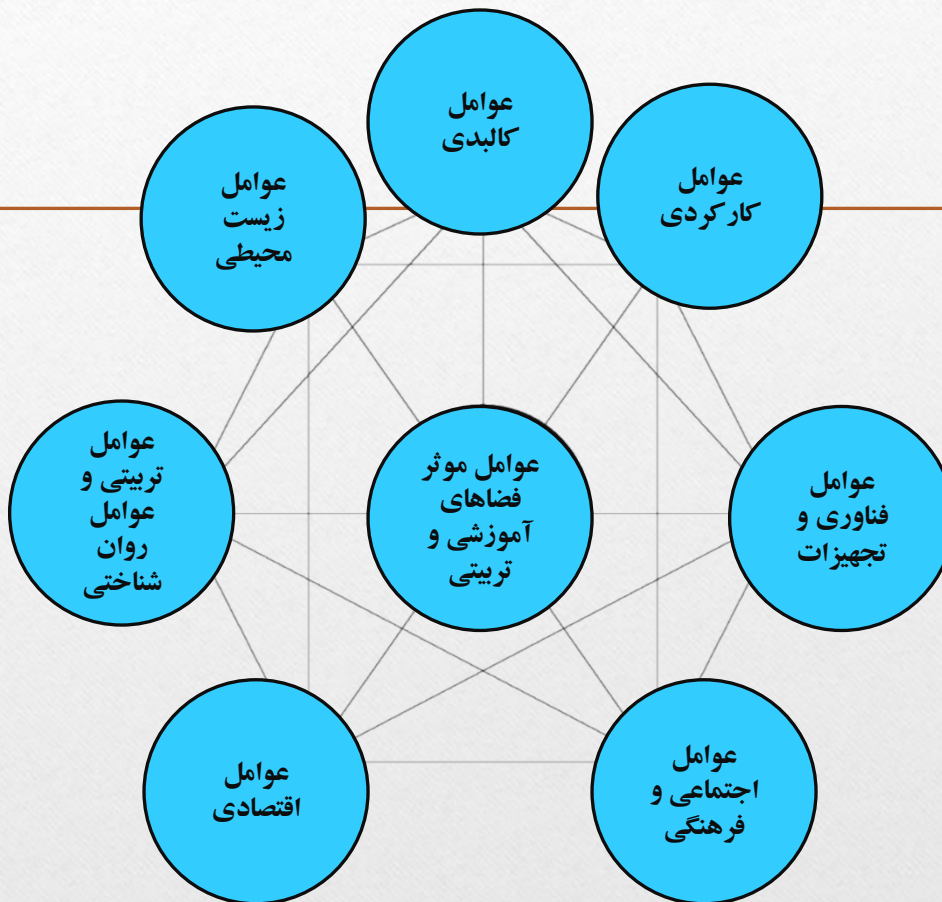 عوامل
کالبدی
عوامل
کارکردی
عوامل
زیست
محیطی
عوامل
تربیتی و
عوامل
روان
شناختی
عوامل موثر
فضاهای
آموزشی و
تربیتی
عوامل
فناوری و
تجهیزات
عوامل
اقتصادی
عوامل
اجتماعی و
فرهنگی